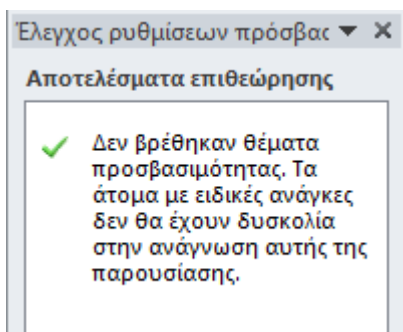 Έλεγχος ρυθμίσεων πρόσβας
Αποτελέσματα επιθεώρησης
Δεν βρέθηκαν θέματα
προσβασιμότητας. Τα
άτομα με ειδικές ανάγκες
δεν θα έχουν δυσκολία
στην ανάγνωση αυτής της
παρουσίασης.